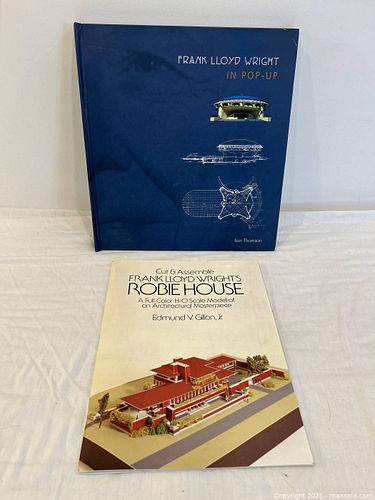 FRANK LLOYD WRIGHT
IN POP-UP
Iain Thomson
Cut & Assemble
FRANK LLOYD WRIGHT'S
ROBIE HOUSE
A Full-Color H-O Scale Model of
an Architectural Masterpiece
Edmund V. Gillon, Jr.
Copyright 2025 - maxsold.com